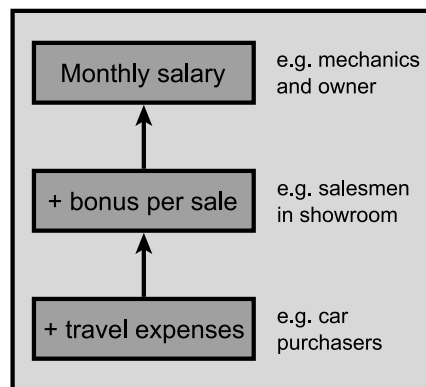 Monthly salary
e.g. mechanics
and owner
+ bonus per sale
e.g. salesmen
in showroom
+ travel expenses
e.g. car
purchasers